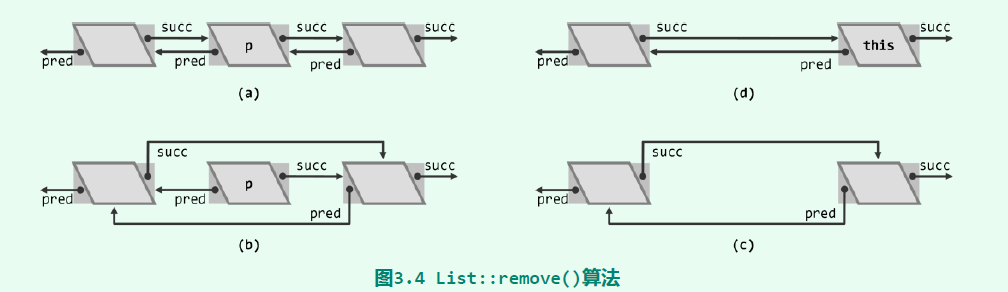 succ succ succ
p
pred pred pred
(a)
succ succ
this
pred pred
(d)
succ succ succ
p
pred pred pred
(b)
succ succ
pred pred
(c)
图3.4 List::remove()算法